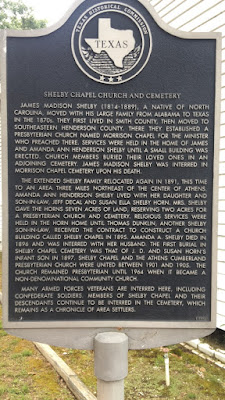 TEXAS HISTORICAL COMMISSION
TEXAS
SHELBY CHAPEL CHURCH AND CEMETERY
JAMES MADISON SHELBY (1814-1889), A NATIVE OF NORTH
CAROLINA, MOVED WITH HIS LARGE FAMILY FROM ALABAMA TO TEXAS
IN THE 1870s. THEY FIRST LIVED IN SMITH COUNTY, THEN MOVED TO
SOUTHEASTERN HENDERSON COUNTY. THERE THEY ESTABLISHED A
PRESBYTERIAN CHURCH NAMED MORRISON CHAPEL FOR THE MINISTER
WHO PREACHED THERE. SERVICES WERE HELD IN THE HOME OF JAMES
AND AMANDA ANN HENDERSON SHELBY UNTIL A SMALL BUILDING WAS
ERECTED. CHURCH MEMBERS BURIED THEIR LOVED ONES IN AN
ADJOINING CEMETERY. JAMES MADISON SHELBY WAS INTERRED IN
MORRISON CHAPEL CEMETERY UPON HIS DEATH.
THE EXTENDED SHELBY FAMILY RELOCATED AGAIN IN 1891, THIS TIME
TO AN AREA THREE MILES NORTHEAST OF THE CENTER OF ATHENS.
AMANDA ANN HENDERSON SHELBY LIVED WITH HER DAUGHTER AND
SON-IN-LAW, JEFF DECAL AND SUSAN ELLA SHELBY HORN. MRS. SHELBY
GAVE THE HORNS SEVEN ACRES OF LAND, RESERVING TWO ACRES FOR
A PRESBYTERIAN CHURCH AND CEMETERY. RELIGIOUS SERVICES WERE
HELD IN THE HORN HOME UNTIL THOMAS DUNKLIN, ANOTHER SHELBY
SON-IN-LAW, RECEIVED THE CONTRACT TO CONSTRUCT A CHURCH
BUILDING CALLED SHELBY CHAPEL IN 1895. AMANDA A. SHELBY DIED IN
1896 AND WAS INTERRED WITH HER HUSBAND. THE FIRST BURIAL IN
SHELBY CHAPEL CEMETERY WAS THAT OF J. D. AND SUSAN HORN'S
INFANT SON IN 1897. SHELBY CHAPEL AND THE ATHENS CUMBERLAND
PRESBYTERIAN CHURCH WERE UNITED BETWEEN 1901 AND 1905. THE
CHURCH REMAINED PRESBYTERIAN UNTIL 1964 WHEN IT BECAME A
NON-DENOMINATIONAL COMMUNITY CHURCH.
MANY ARMED FORCES VETERANS ARE INTERRED HERE, INCLUDING
CONFEDERATE SOLDIERS. MEMBERS OF SHELBY CHAPEL AND THEIR
DESCENDANTS CONTINUE TO BE INTERRED IN THE CEMETERY, WHICH
REMAINS AS A CHRONICLE OF AREA SETTLERS.